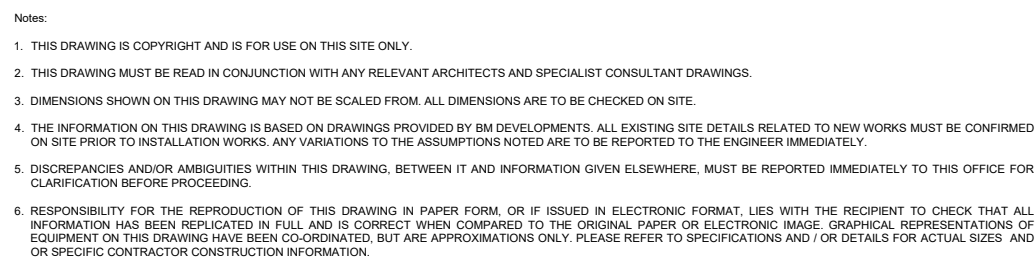 Notes:
1. THIS DRAWING IS COPYRIGHT AND IS FOR USE ON THIS SITE ONLY.
2. THIS DRAWING MUST BE READ IN CONJUNCTION WITH ANY RELEVANT ARCHITECTS AND SPECIALIST CONSULTANT DRAWINGS.
3. DIMENSIONS SHOWN ON THIS DRAWING MAY NOT BE SCALED FROM. ALL DIMENSIONS ARE TO BE CHECKED ON SITE.
4. THE INFORMATION ON THIS DRAWING IS BASED ON DRAWINGS PROVIDED BY BM DEVELOPMENTS. ALL EXISTING SITE DETAILS RELATED TO NEW WORKS MUST BE CONFIRMED
ON SITE PRIOR TO INSTALLATION WORKS. ANY VARIATIONS TO THE ASSUMPTIONS NOTED ARE TO BE REPORTED TO THE ENGINEER IMMEDIATELY.
5. DISCREPANCIES AND/OR AMBIGUITIES WITHIN THIS DRAWING, BETWEEN IT AND INFORMATION GIVEN ELSEWHERE, MUST BE REPORTED IMMEDIATELY TO THIS OFFICE FOR
CLARIFICATION BEFORE PROCEEDING.
6. RESPONSIBILITY FOR THE REPRODUCTION OF THIS DRAWING IN PAPER FORM, OR IF ISSUED IN ELECTRONIC FORMAT, LIES WITH THE RECIPIENT TO CHECK THAT ALL
INFORMATION HAS BEEN REPLICATED IN FULL AND IS CORRECT WHEN COMPARED TO THE ORIGINAL PAPER OR ELECTRONIC IMAGE. GRAPHICAL REPRESENTATIONS OF
EQUIPMENT ON THIS DRAWING HAVE BEEN CO-ORDINATED, BUT ARE APPROXIMATIONS ONLY. PLEASE REFER TO SPECIFICATIONS AND / OR DETAILS FOR ACTUAL SIZES AND
OR SPECIFIC CONTRACTOR CONSTRUCTION INFORMATION.